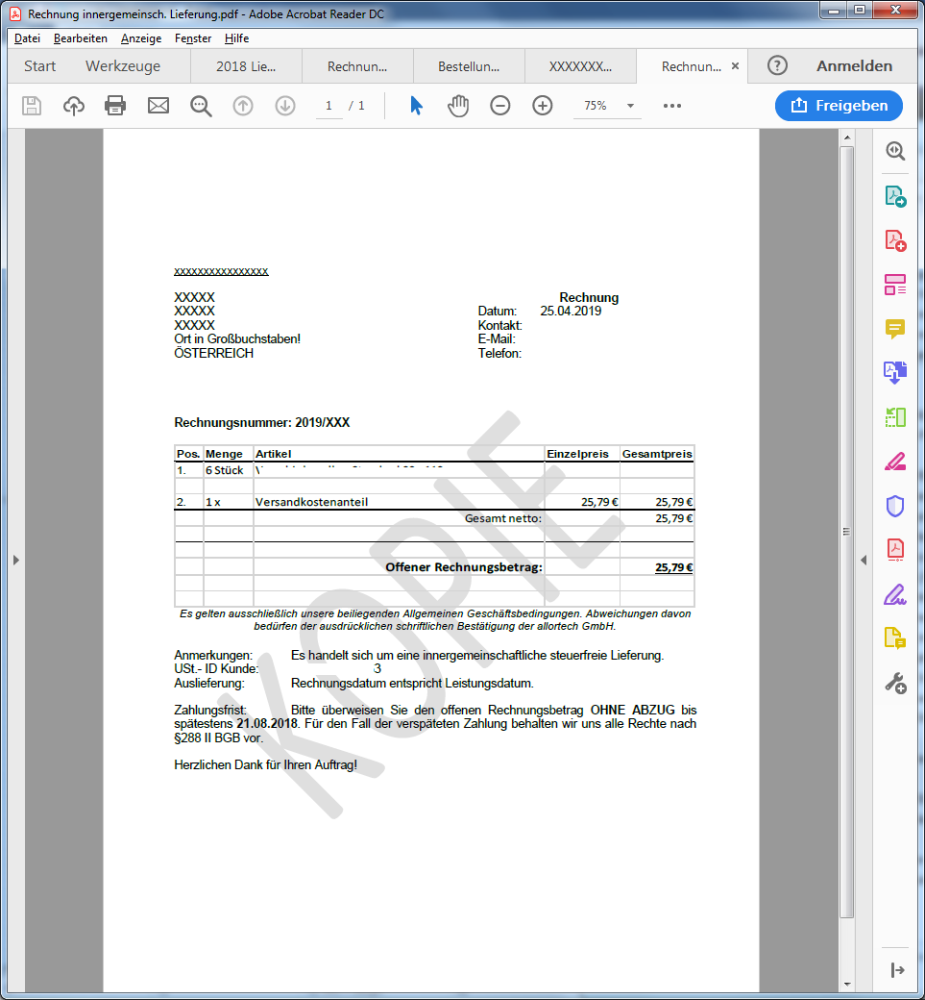 Rechnung innergemeinsch. Lieferung.pdf - Adobe Acrobat Reader DC
Datei Bearbeiten Anzeige Fenster Hilfe
Start Werkzeuge 2018 Lie... Rechnun... Bestellun... XXXXXXX... Rechnun... × ? Anmelden
1 / 1 75% Freigeben
xxxxxxxxxxxxxxxx
XXXXX Rechnung
XXXXX Datum: 25.04.2019
XXXXX Kontakt:
Ort in Großbuchstaben! E-Mail:
ÖSTERREICH Telefon:
Rechnungsnummer: 2019/XXX
Pos. Menge Artikel Einzelpreis Gesamtpreis
1. 6 Stück
2. 1 x Versandkostenanteil 25,79 € 25,79 €
Gesamt netto: 25,79 €
Offener Rechnungsbetrag: 25,79 €
Es gelten ausschließlich unsere beiliegenden Allgemeinen Geschäftsbedingungen. Abweichungen davon
bedürfen der ausdrücklichen schriftlichen Bestätigung der allortech GmbH.
Anmerkungen: Es handelt sich um eine innergemeinschaftliche steuerfreie Lieferung.
USt.- ID Kunde: 3
Auslieferung: Rechnungsdatum entspricht Leistungsdatum.
Zahlungsfrist: Bitte überweisen Sie den offenen Rechnungsbetrag OHNE ABZUG bis
spätestens 21.08.2018. Für den Fall der verspäteten Zahlung behalten wir uns alle Rechte nach
§288 II BGB vor.
Herzlichen Dank für Ihren Auftrag!
KOPIE